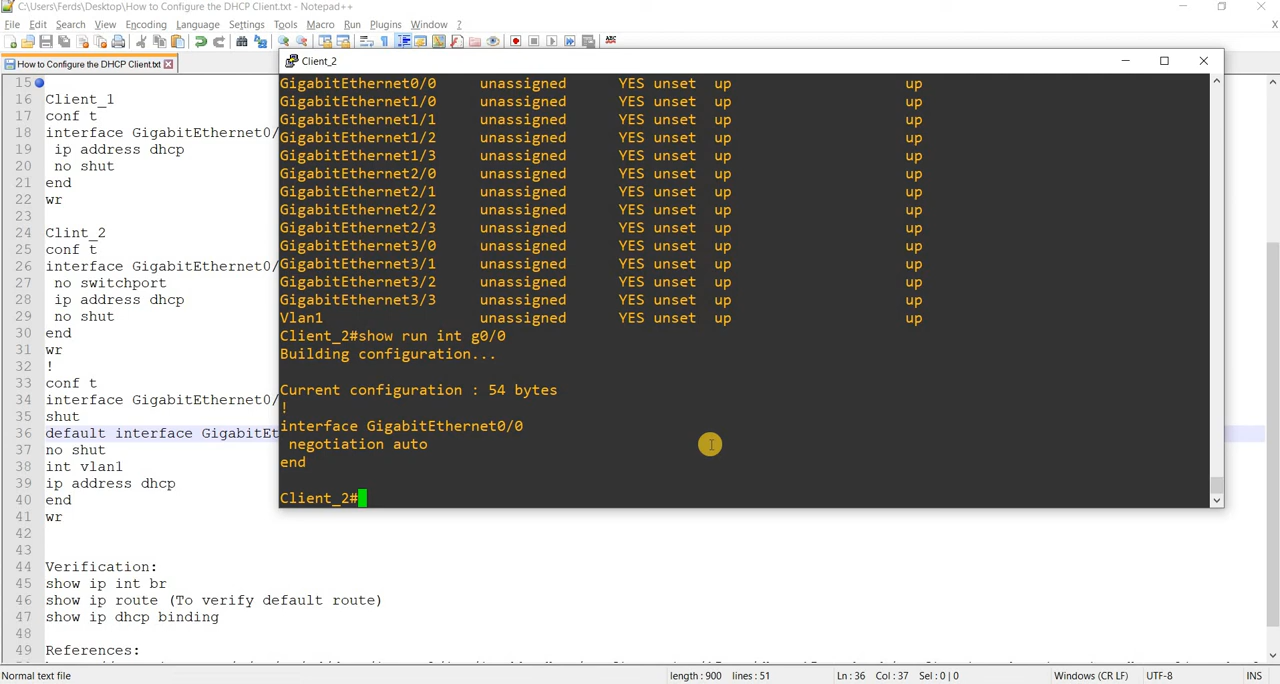 C:\Users\Ferds\Desktop\How to Configure the DHCP Client.txt - Notepad++
File Edit Search View Encoding Language Settings Tools Macro Run Plugins Window ?
X
How to Configure the DHCP Client.txt
Client_2
15
16 Client_1
17 conf t
18 interface GigabitEthernet0/
19 ip address dhcp
20 no shut
21 end
22 wr
23
24 Clint_2
25 conf t
26 interface GigabitEthernet0/
27 no switchport
28 ip address dhcp
29 no shut
30 end
31 wr
32 !
33 conf t
34 interface GigabitEthernet0/
35 shut
36 default interface GigabitEt
37 no shut
38 int vlan1
39 ip address dhcp
40 end
41 wr
42
43
44 Verification:
45 show ip int br
46 show ip route (To verify default route)
47 show ip dhcp binding
48
49 References:
GigabitEthernet0/0 unassigned YES unset up up
GigabitEthernet1/0 unassigned YES unset up up
GigabitEthernet1/1 unassigned YES unset up up
GigabitEthernet1/2 unassigned YES unset up up
GigabitEthernet1/3 unassigned YES unset up up
GigabitEthernet2/0 unassigned YES unset up up
GigabitEthernet2/1 unassigned YES unset up up
GigabitEthernet2/2 unassigned YES unset up up
GigabitEthernet2/3 unassigned YES unset up up
GigabitEthernet3/0 unassigned YES unset up up
GigabitEthernet3/1 unassigned YES unset up up
GigabitEthernet3/2 unassigned YES unset up up
GigabitEthernet3/3 unassigned YES unset up up
Vlan1 unassigned YES unset up up
Client_2#show run int g0/0
Building configuration...
Current configuration : 54 bytes
!
interface GigabitEthernet0/0
negotiation auto
end
Client_2#
Normal text file length : 900 lines : 51 Ln : 36 Col : 37 Sel : 0 | 0 Windows (CR LF) UTF-8 INS